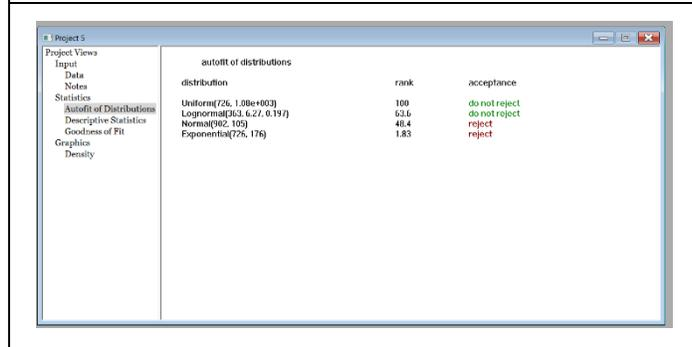 Project 5
Project Views
Input
Data
Notes
Statistics
Autofit of Distributions
Descriptive Statistics
Goodness of Fit
Graphics
Density
autofit of distributions
distribution rank acceptance
Uniform(726, 1.08e+003) 100 do not reject
Lognormal(363, 6.27, 0.197) 63.6 do not reject
Normal(902, 105) 48.4 reject
Exponential(726, 176) 1.83 reject